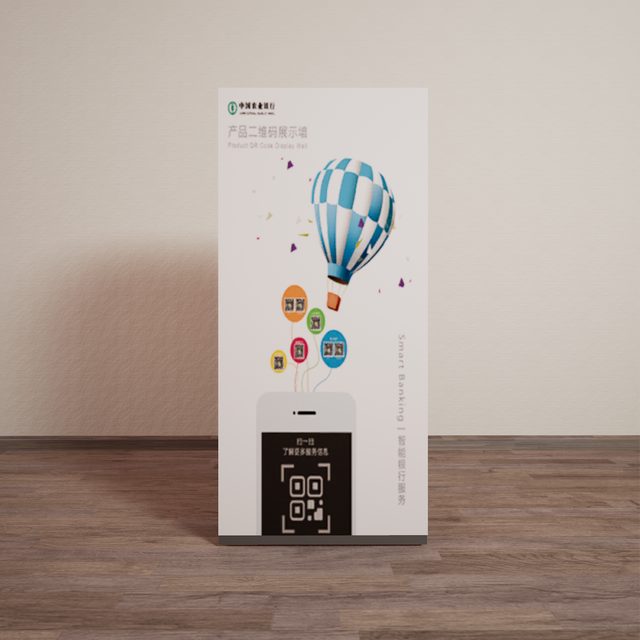 中国农业银行
产品二维码展示墙
Product QR Code Display Wall
扫一扫
了解更多服务信息
Smart Banking | 智能银行服务